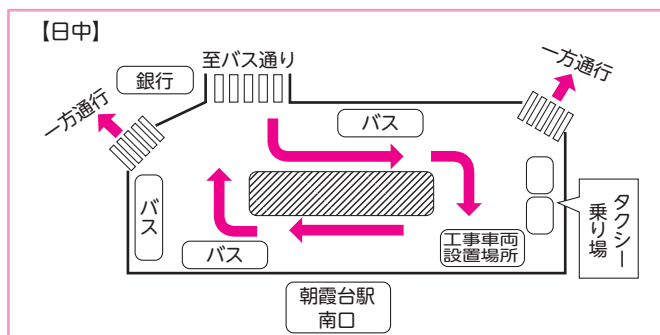 【日中】
至バス通り
銀行
一方通行
一方通行
バス
バス
バス
タクシー
乗り場
工事車両
設置場所
朝霞台駅
南口